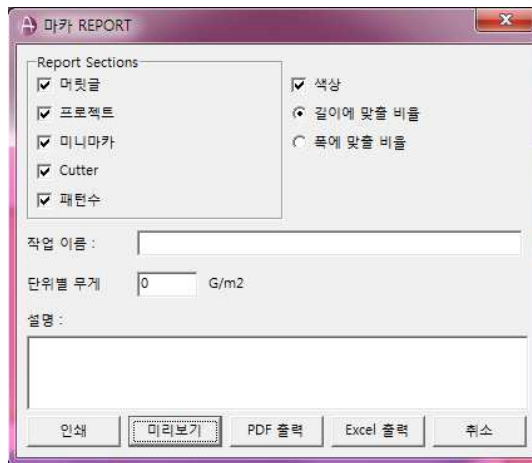 마카 REPORT
Report Sections
머릿글
색상
프로젝트
길이에 맞출 비율
미니마카
폭에 맞출 비율
Cutter
패턴수
작업 이름 :
단위별 무게 0 G/m2
설명 :
인쇄 미리보기 PDF 출력 Excel 출력 취소